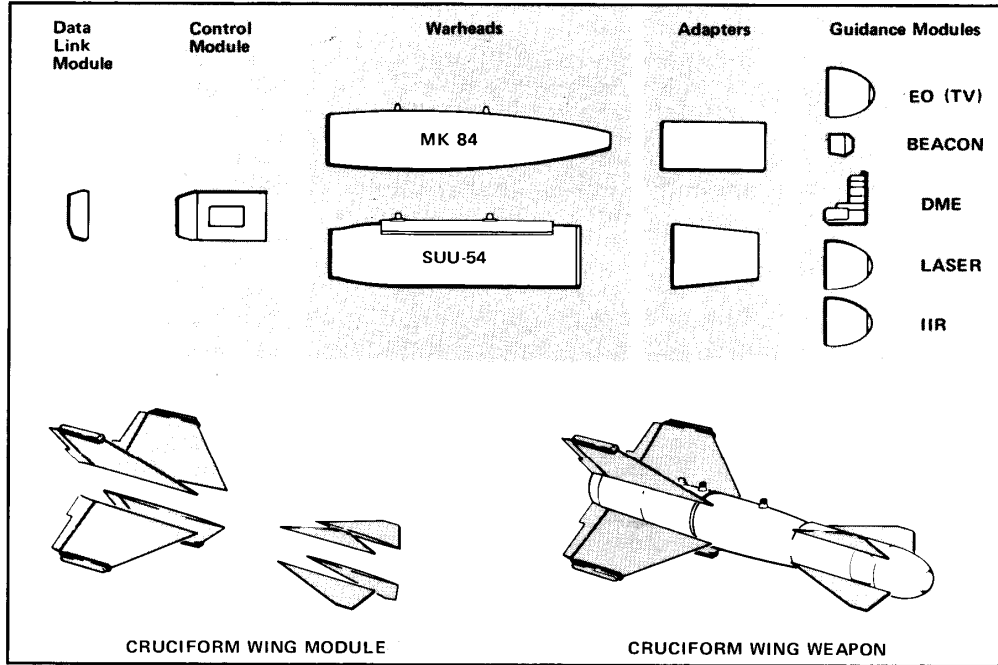 Data
Link
Module
Control
Module
Warheads
Adapters
Guidance Modules
MK 84
SUU-54
EO (TV)
BEACON
DME
LASER
IIR
CRUCIFORM WING MODULE
CRUCIFORM WING WEAPON